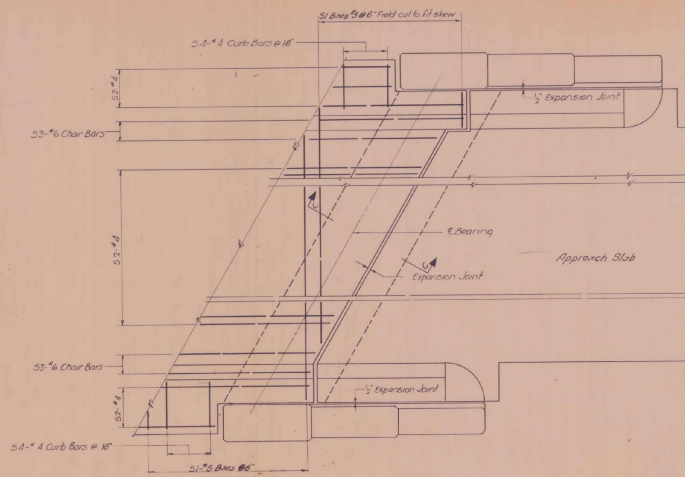 S1 Bars #5 @ 6" Field cut to fit skew
S4-#4 Curb Bars @ 18"
S2-#4
1/2" Expansion Joint
S3-#6 Chair Bars
C
S2-#4
℄ Bearing
C
Approach Slab
Expansion Joint
S3-#6 Chair Bars
1/2" Expansion Joint
S2-#4
S4-#4 Curb Bars @ 18"
S1-#5 Bars @6"